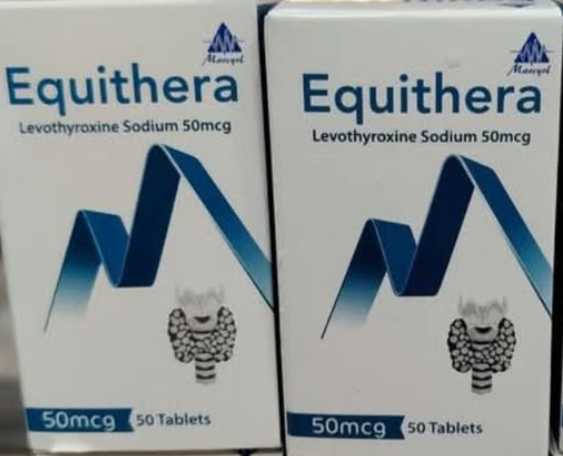 Equithera
Levothyroxine Sodium 50mcg
50mcg 50 Tablets
Equithera
Levothyroxine Sodium 50mcg
50mcg 50 Tablets